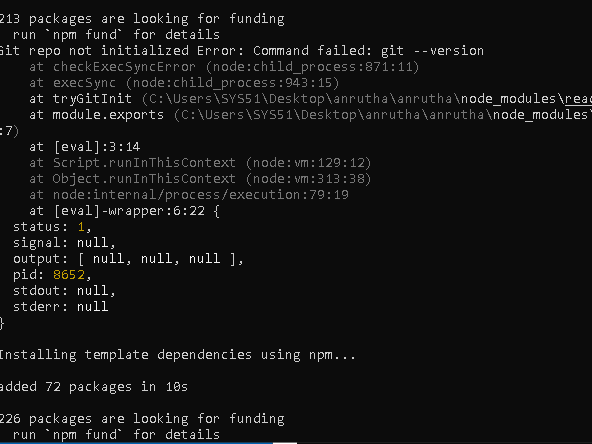 213 packages are looking for funding
  run `npm fund` for details
Git repo not initialized Error: Command failed: git --version
    at checkExecSyncError (node:child_process:871:11)
    at execSync (node:child_process:943:15)
    at tryGitInit (C:\Users\SYS51\Desktop\anrutha\anrutha\node_modules\reac
    at module.exports (C:\Users\SYS51\Desktop\anrutha\anrutha\node_modules\
:7)
    at [eval]:3:14
    at Script.runInThisContext (node:vm:129:12)
    at Object.runInThisContext (node:vm:313:38)
    at node:internal/process/execution:79:19
    at [eval]-wrapper:6:22 {
  status: 1,
  signal: null,
  output: [ null, null, null ],
  pid: 8652,
  stdout: null,
  stderr: null
}
Installing template dependencies using npm...
added 72 packages in 10s
226 packages are looking for funding
  run `npm fund` for details